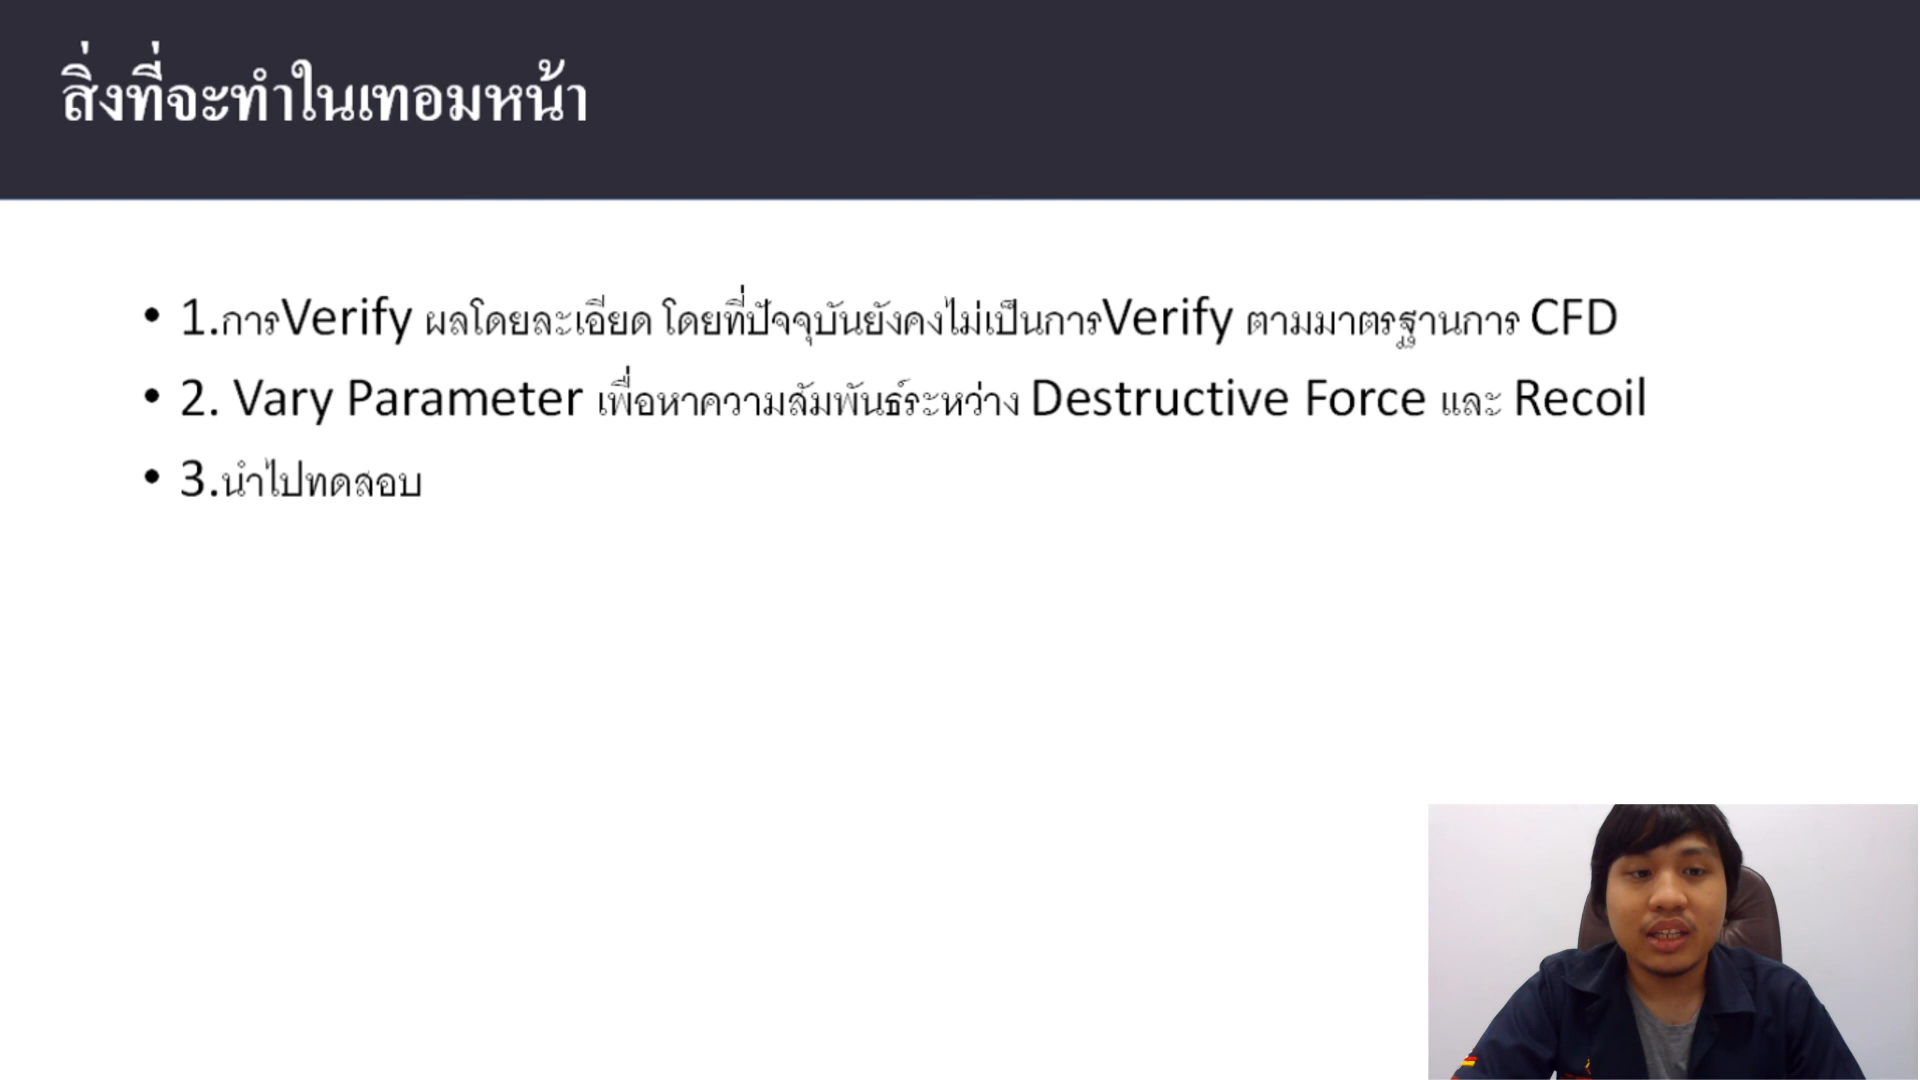 สิ่งที่จะทำในเทอมหน้า
• 1.การVerify ผลโดยละเอียด โดยที่ปัจจุบันยังคงไม่เป็นการVerify ตามมาตรฐานการ CFD
• 2. Vary Parameter เพื่อหาความสัมพันธ์ระหว่าง Destructive Force และ Recoil
• 3.นำไปทดสอบ